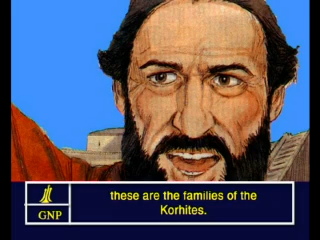 these are the families of the
Korhites.
GNP